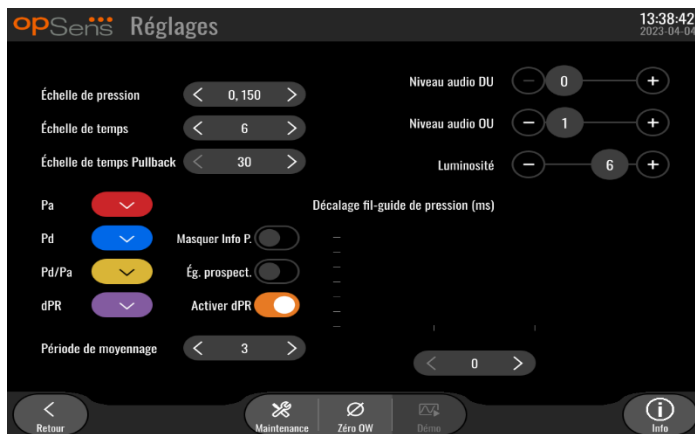 opSens Réglages
13:38:42
2023-04-04
Échelle de pression < 0, 150 >
Échelle de temps < 6 >
Échelle de temps Pullback < 30 >
Niveau audio DU − 0 +
Niveau audio OU − 1 +
Luminosité − 6 +
Pa
Pd
Pd/Pa
dPR
Masquer Info P.
Ég. prospect.
Activer dPR
Décalage fil-guide de pression (ms)
Période de moyennage < 3 >
< 0 >
Retour
Maintenance
Zéro OW
Démo
Info